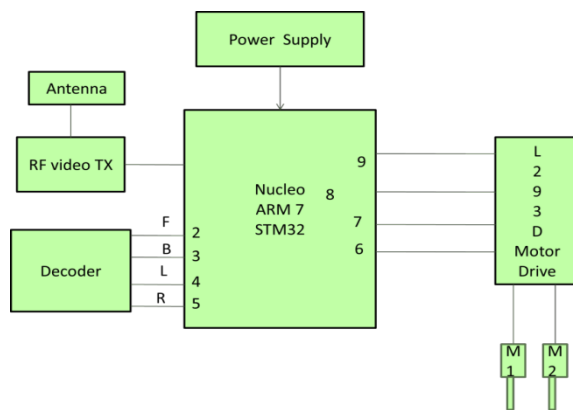 Power Supply
Antenna
RF video TX
Nucleo
ARM 7
STM32
9
8
7
6
F
2
B
3
L
4
R
5
Decoder
L
2
9
3
D
Motor
Drive
M
1
M
2